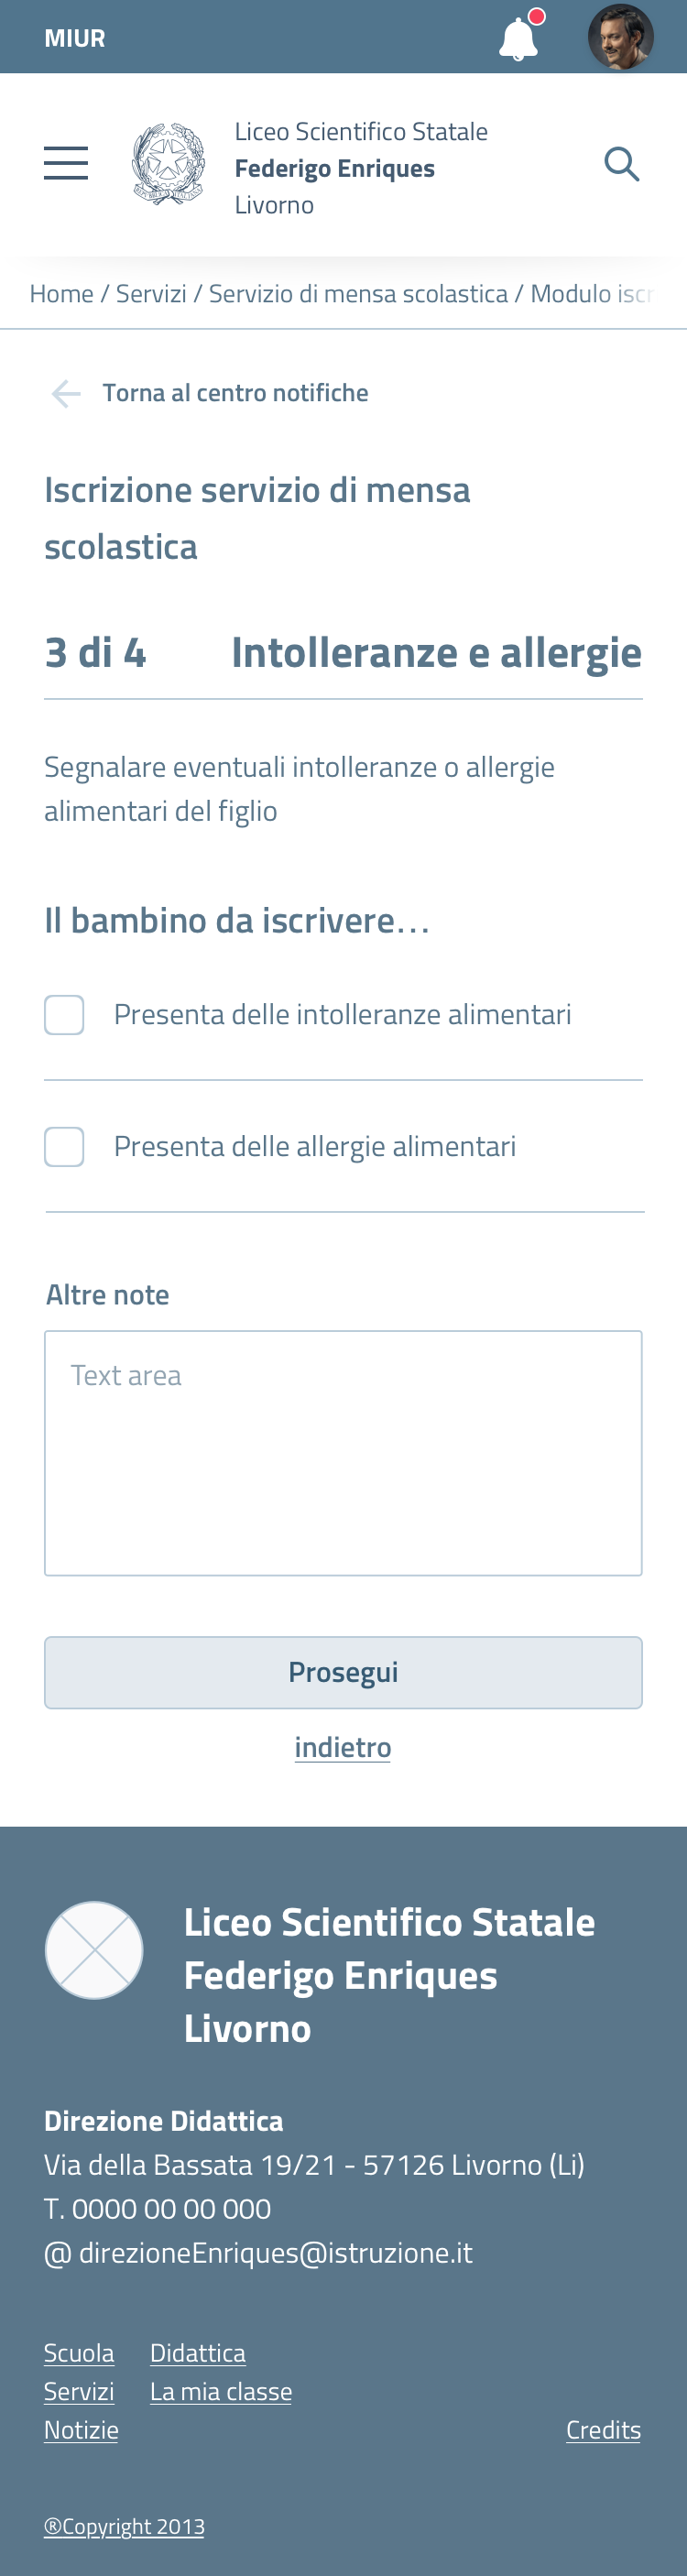 MIUR
Liceo Scientifico Statale
Federigo Enriques
Livorno
Home / Servizi / Servizio di mensa scolastica / Modulo iscr
Torna al centro notifiche
Iscrizione servizio di mensa
scolastica
3 di 4 Intolleranze e allergie
Segnalare eventuali intolleranze o allergie
alimentari del figlio
Il bambino da iscrivere…
Presenta delle intolleranze alimentari
Presenta delle allergie alimentari
Altre note
Text area
Prosegui
indietro
Liceo Scientifico Statale
Federigo Enriques
Livorno
Direzione Didattica
Via della Bassata 19/21 - 57126 Livorno (Li)
T. 0000 00 00 000
@ direzioneEnriques@istruzione.it
Scuola Didattica
Servizi La mia classe
Notizie Credits
®Copyright 2013